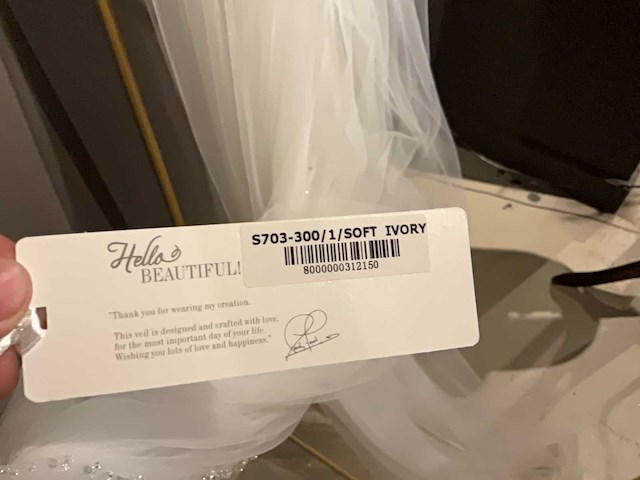 S703-300/1/SOFT IVORY
8000000312150
Hello
BEAUTIFUL!
"Thank you for wearing my creation.
This veil is designed and crafted with love,
for the most important day of your life.
Wishing you lots of love and happiness."